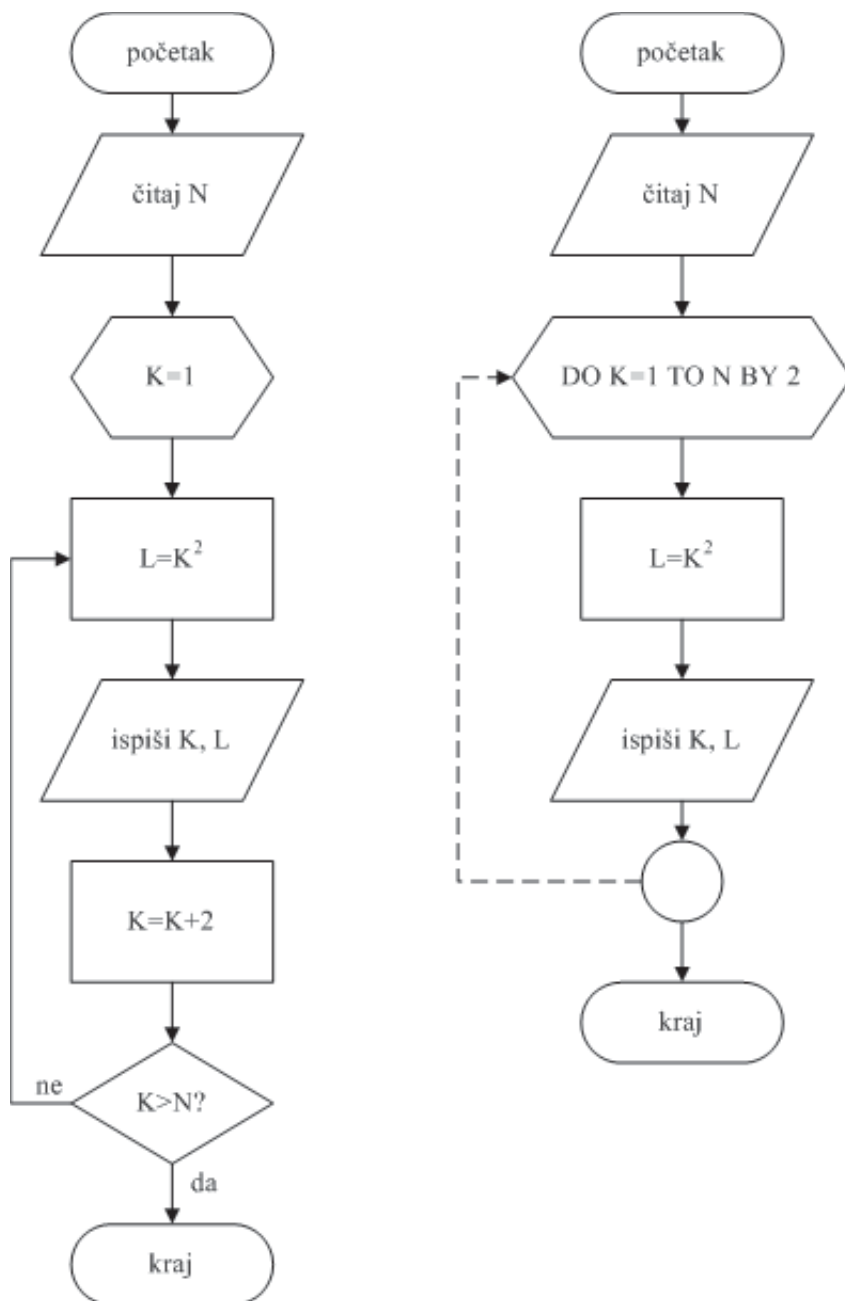 početak
čitaj N
K=1
L=K²
ispiši K, L
K=K+2
K>N?
ne
da
kraj
početak
čitaj N
DO K=1 TO N BY 2
L=K²
ispiši K, L
kraj